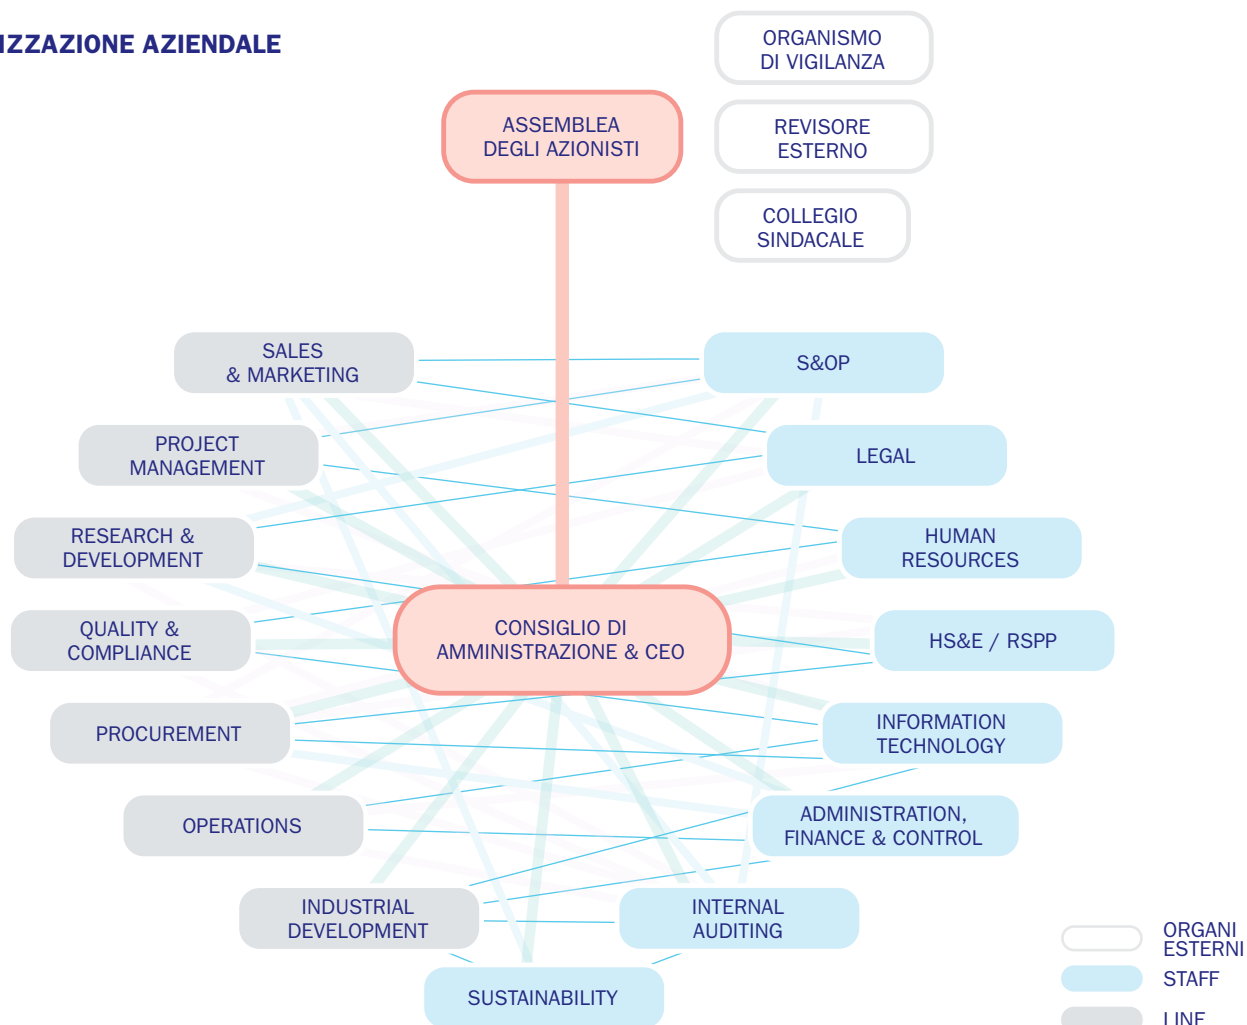 IZZAZIONE AZIENDALE
ORGANISMO
DI VIGILANZA
ASSEMBLEA
DEGLI AZIONISTI
REVISORE
ESTERNO
COLLEGIO
SINDACALE
SALES
& MARKETING
S&OP
PROJECT
MANAGEMENT
LEGAL
RESEARCH &
DEVELOPMENT
HUMAN
RESOURCES
QUALITY &
COMPLIANCE
CONSIGLIO DI
AMMINISTRAZIONE & CEO
HS&E / RSPP
PROCUREMENT
INFORMATION
TECHNOLOGY
OPERATIONS
ADMINISTRATION,
FINANCE & CONTROL
INDUSTRIAL
DEVELOPMENT
INTERNAL
AUDITING
SUSTAINABILITY
ORGANI
ESTERNI
STAFF
LINE